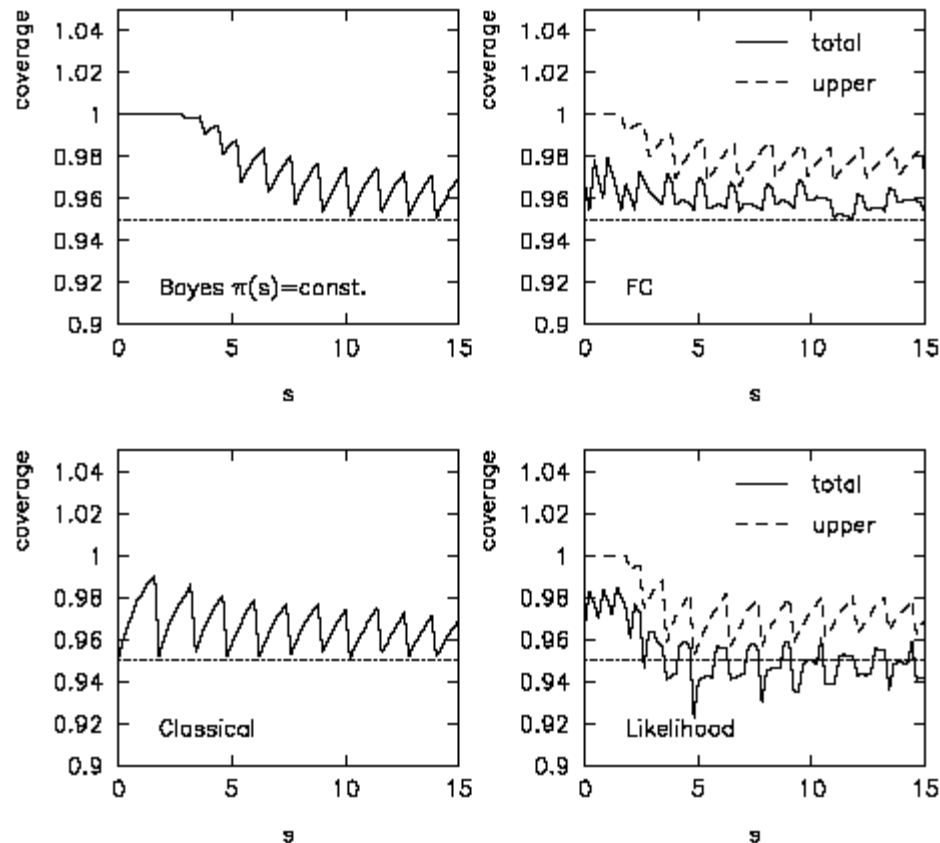 coverage
1.04
1.02
1
0.98
0.96
0.94
0.92
0.9
Bayes π(s)=const.
0 5 10 15
s
coverage
1.04
1.02
1
0.98
0.96
0.94
0.92
0.9
total
upper
FC
0 5 10 15
s
coverage
1.04
1.02
1
0.98
0.96
0.94
0.92
0.9
Classical
0 5 10 15
s
coverage
1.04
1.02
1
0.98
0.96
0.94
0.92
0.9
total
upper
Likelihood
0 5 10 15
s